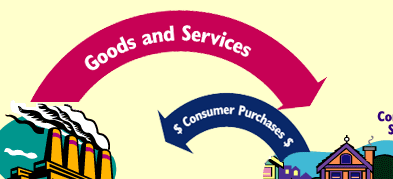 Goods and Services
$ Consumer Purchases $